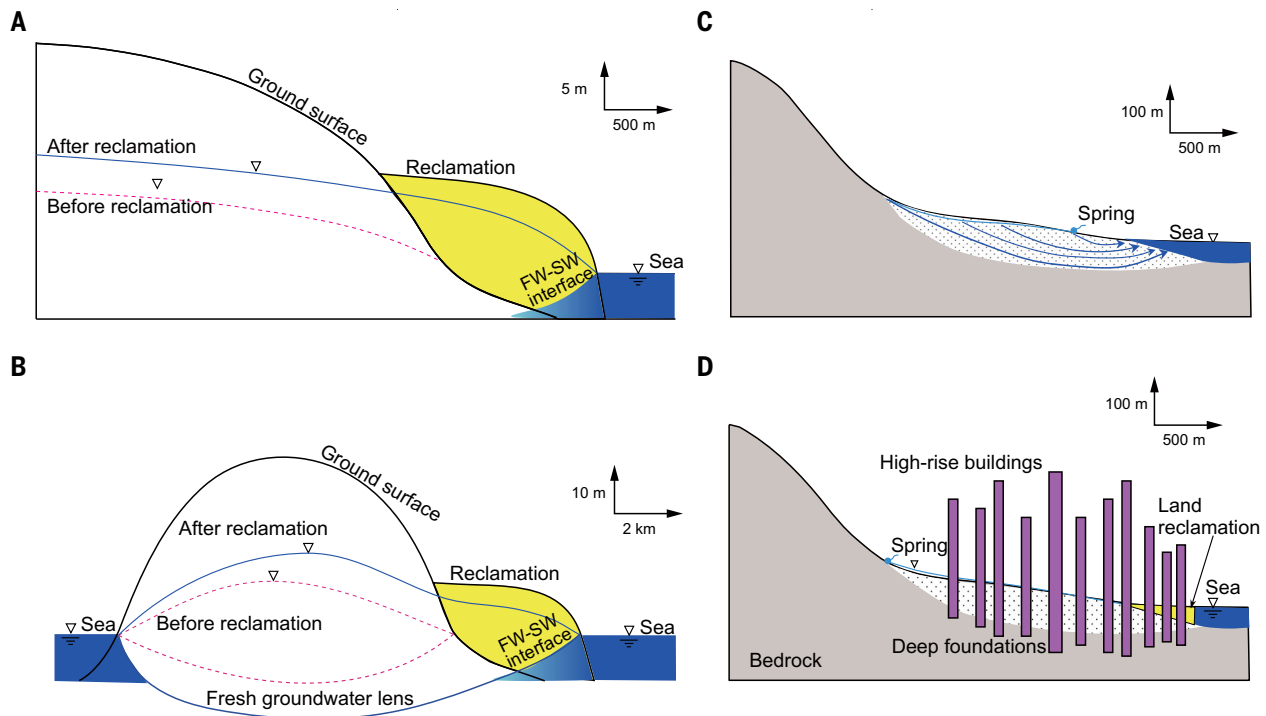 A
Ground surface
5 m
500 m
After reclamation
Reclamation
Before reclamation
FW-SW
interface
Sea
B
Ground surface
10 m
2 km
After reclamation
Reclamation
Before reclamation
Sea
FW-SW
interface
Sea
Fresh groundwater lens
C
100 m
500 m
Spring
Sea
D
100 m
500 m
High-rise buildings
Land
reclamation
Spring
Sea
Deep foundations
Bedrock